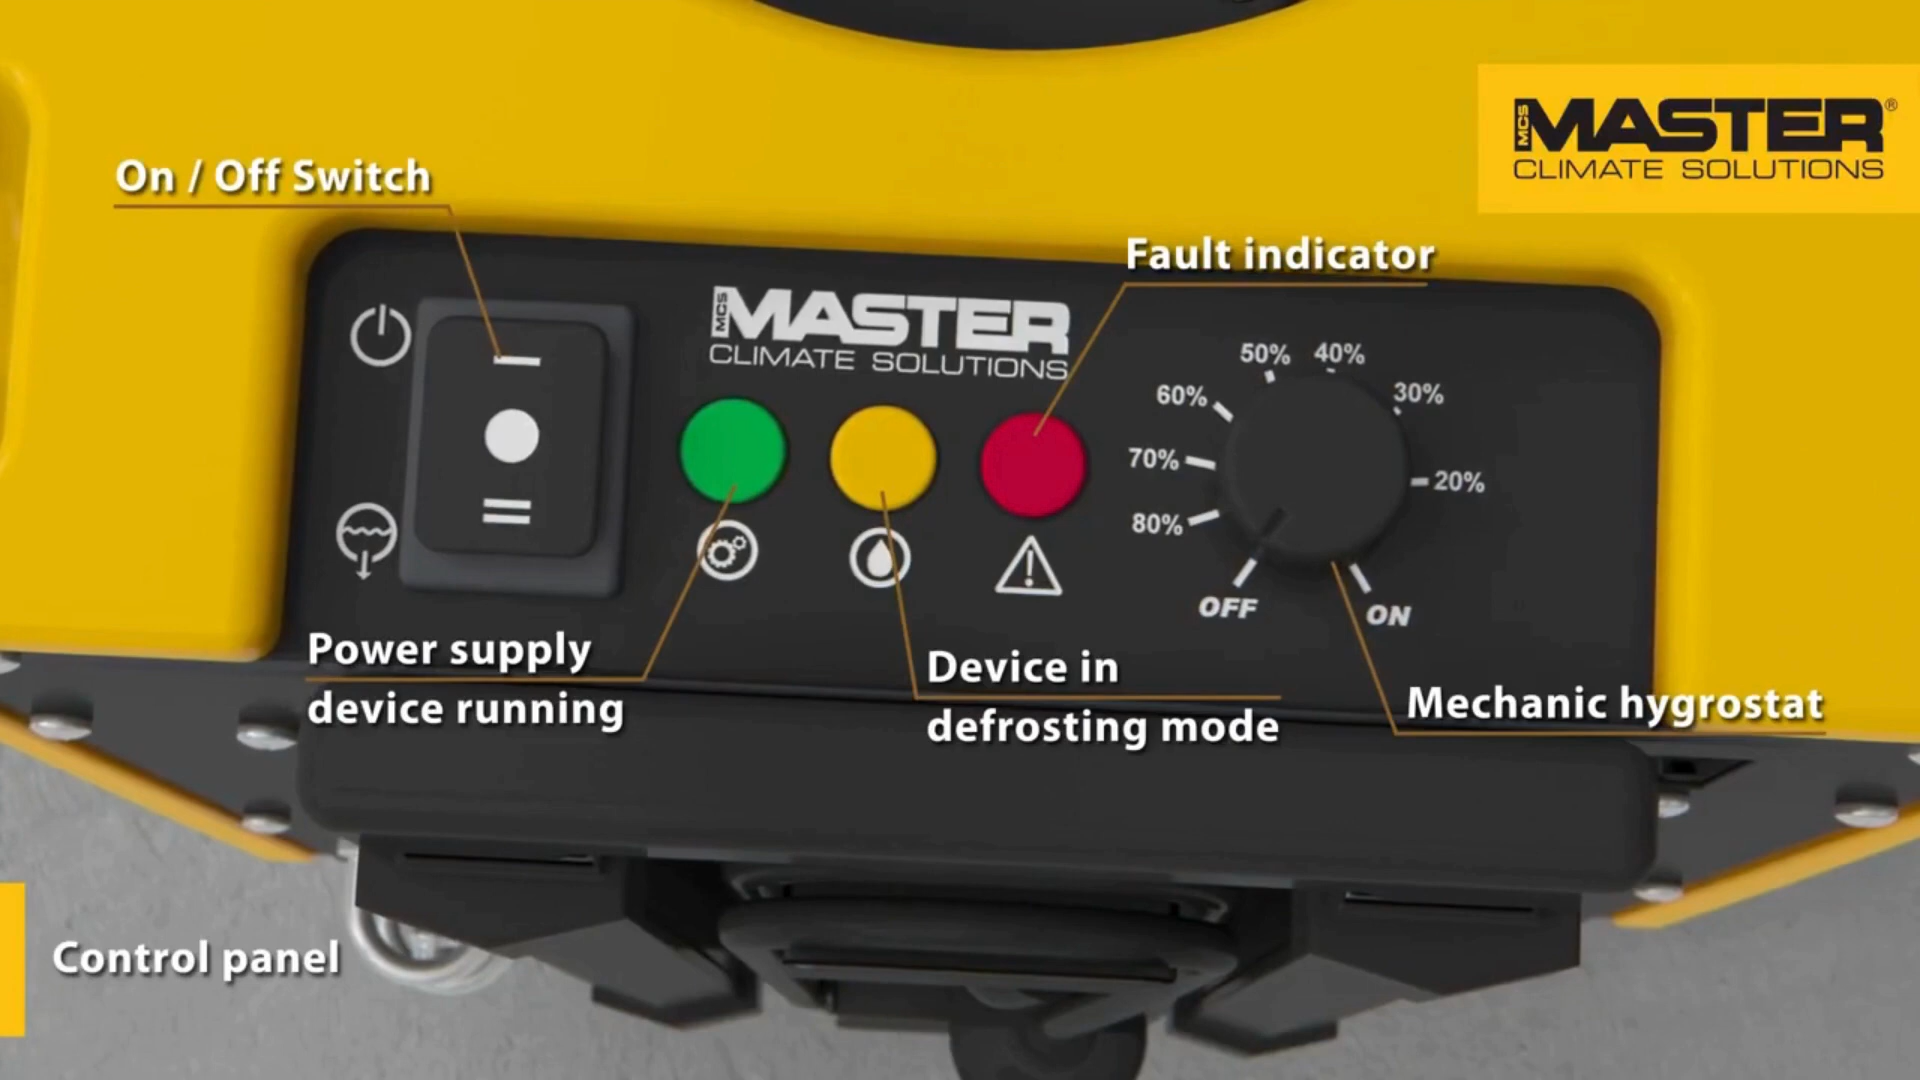 MCS MASTER®
CLIMATE SOLUTIONS
On / Off Switch
Fault indicator
MCS MASTER
CLIMATE SOLUTIONS
50% 40%
60% 30%
70% 20%
80%
OFF ON
Power supply
device running
Device in
defrosting mode
Mechanic hygrostat
Control panel